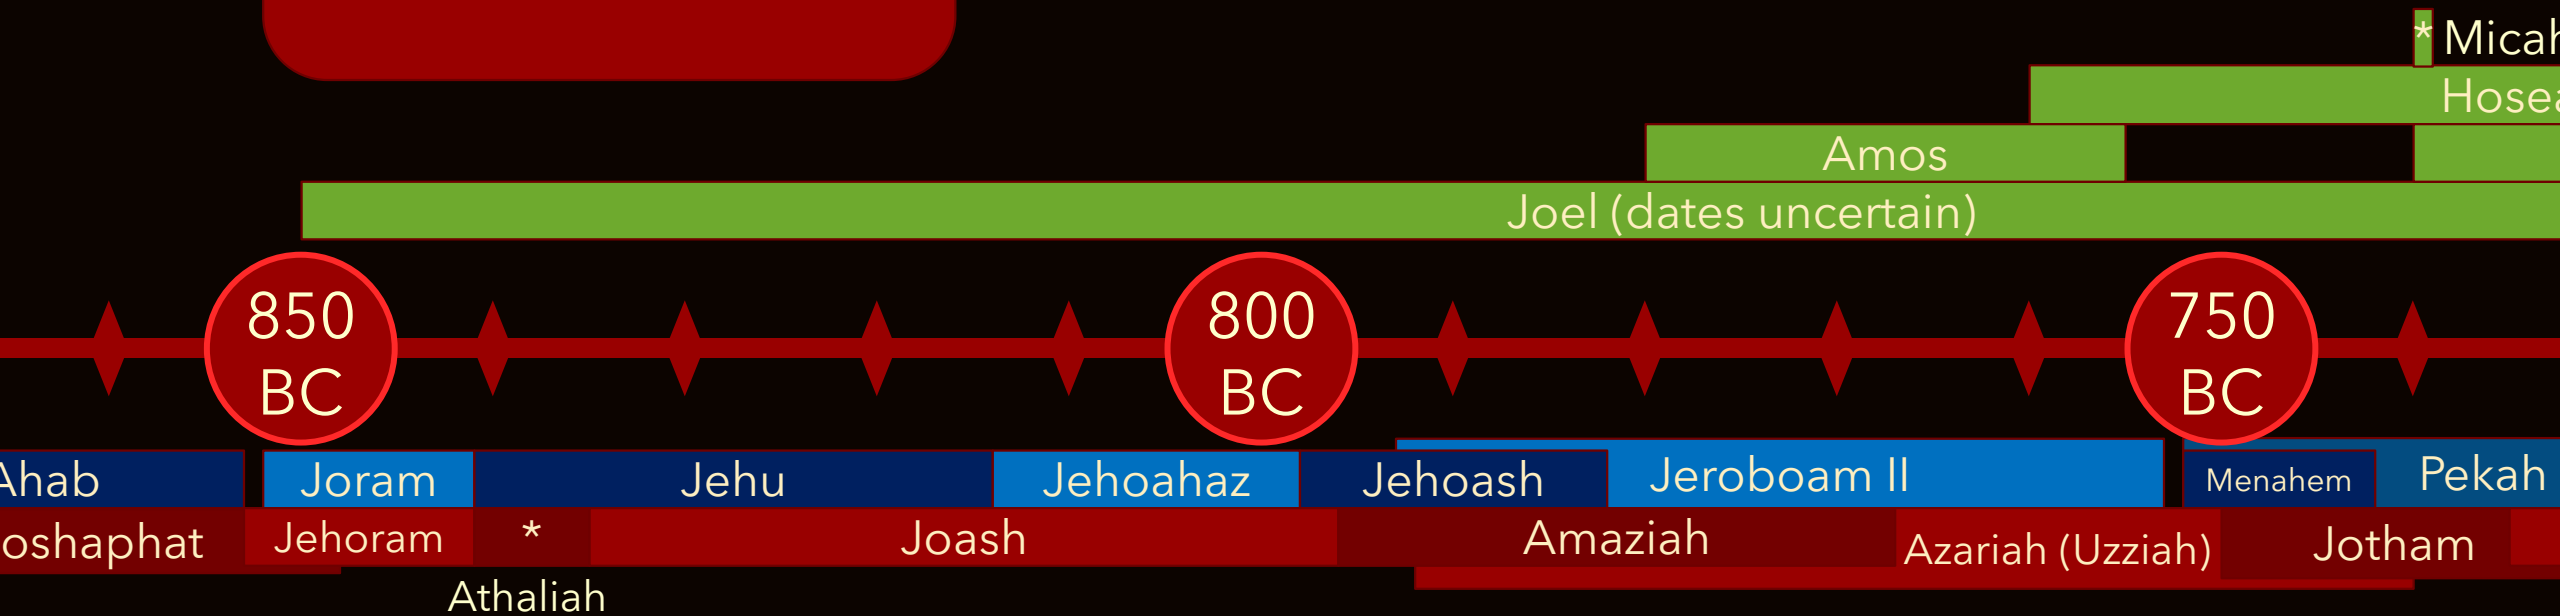 * Micah
Hosea
Amos
Joel (dates uncertain)
850
BC
800
BC
750
BC
Ahab
Joram
Jehu
Jehoahaz
Jehoash
Jeroboam II
Menahem
Pekah
oshaphat
Jehoram
*
Joash
Amaziah
Azariah (Uzziah)
Jotham
Athaliah